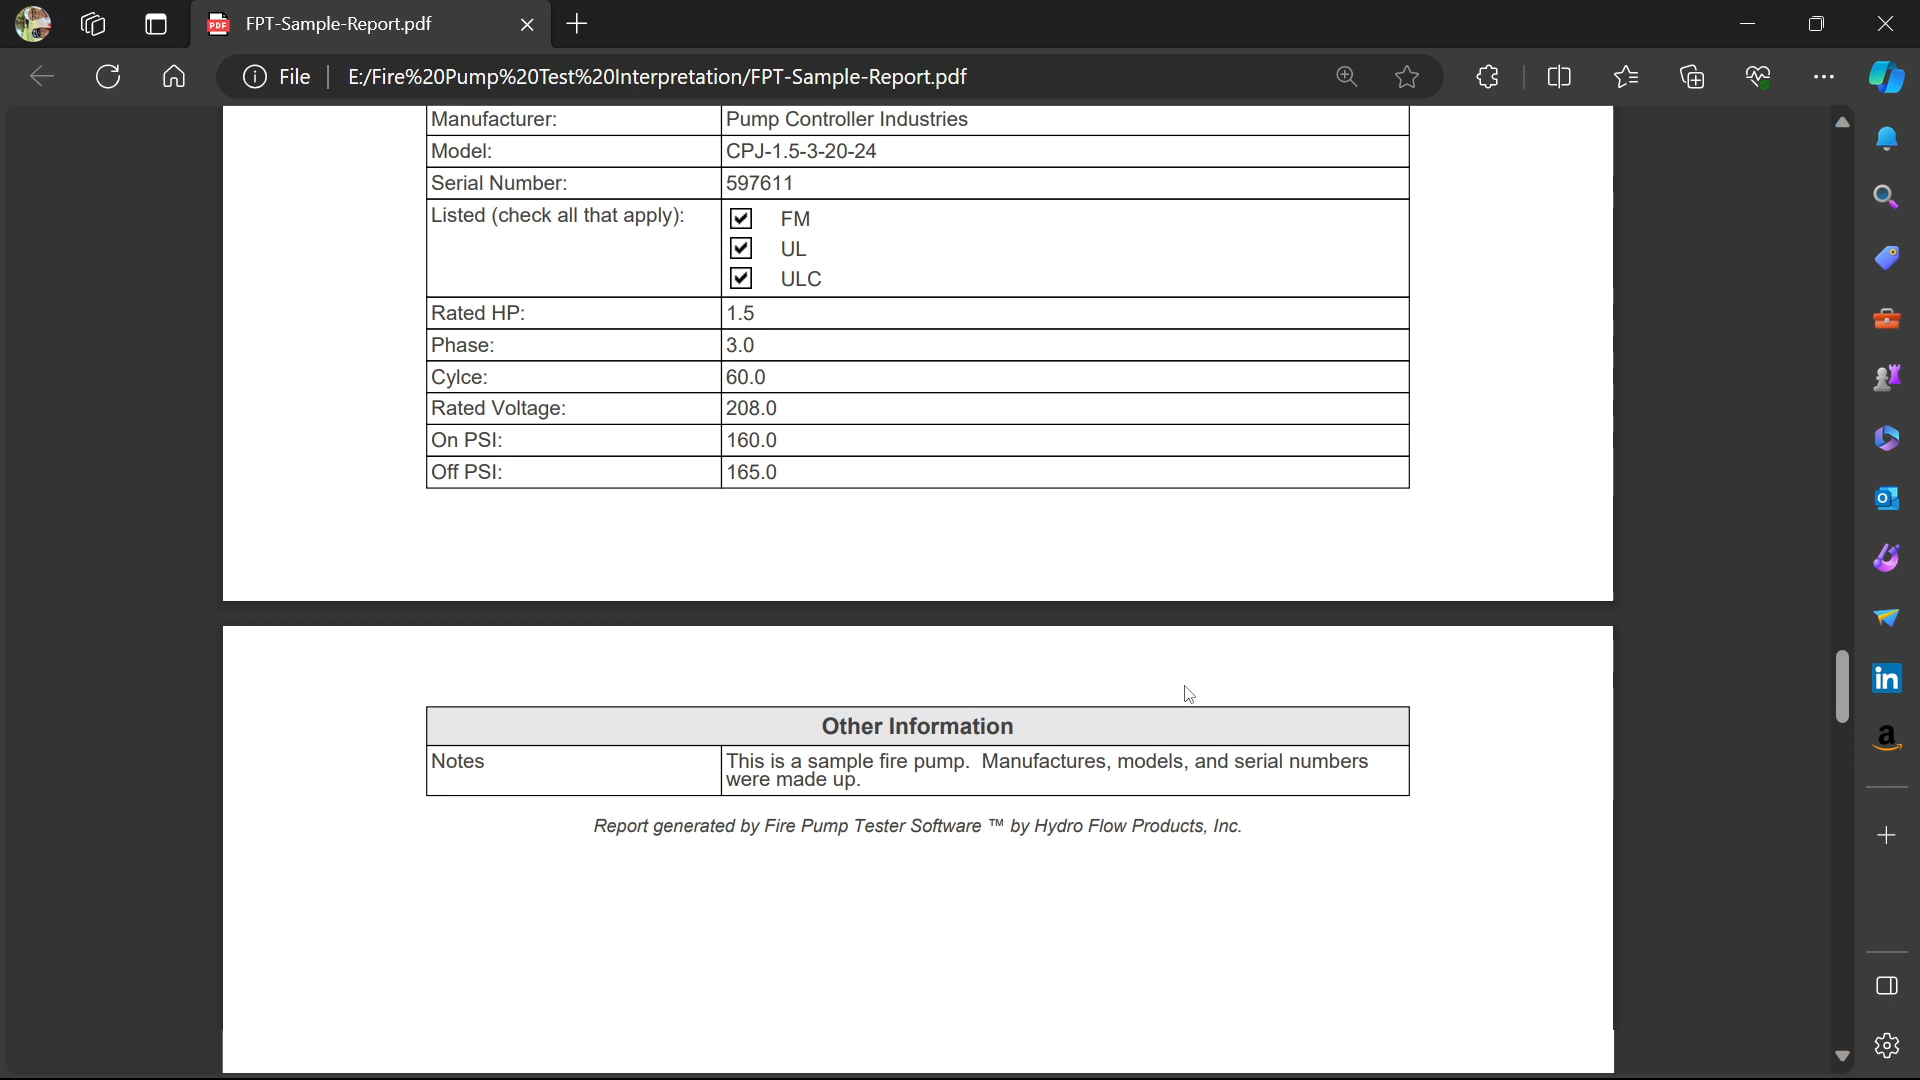 FPT-Sample-Report.pdf
File
E:/Fire%20Pump%20Test%20Interpretation/FPT-Sample-Report.pdf
Manufacturer: Pump Controller Industries
Model: CPJ-1.5-3-20-24
Serial Number: 597611
Listed (check all that apply): FM
UL
ULC
Rated HP: 1.5
Phase: 3.0
Cylce: 60.0
Rated Voltage: 208.0
On PSI: 160.0
Off PSI: 165.0
Other Information
Notes This is a sample fire pump. Manufactures, models, and serial numbers
were made up.
Report generated by Fire Pump Tester Software ™ by Hydro Flow Products, Inc.